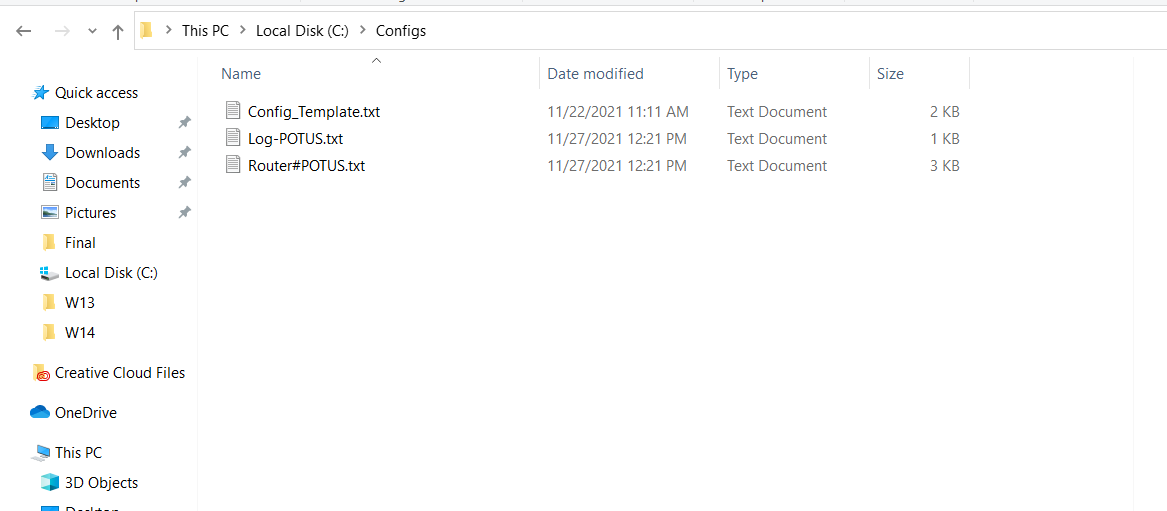 This PC > Local Disk (C:) > Configs
Name Date modified Type Size
Config_Template.txt 11/22/2021 11:11 AM Text Document 2 KB
Log-POTUS.txt 11/27/2021 12:21 PM Text Document 1 KB
Router#POTUS.txt 11/27/2021 12:21 PM Text Document 3 KB
Quick access
Desktop
Downloads
Documents
Pictures
Final
Local Disk (C:)
W13
W14
Creative Cloud Files
OneDrive
This PC
3D Objects
Desktop